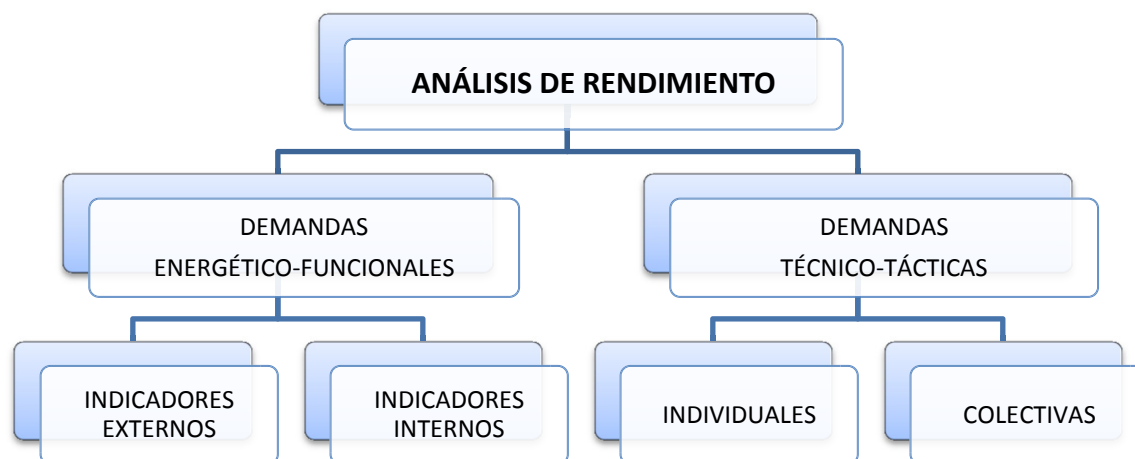 ANÁLISIS DE RENDIMIENTO
DEMANDAS
ENERGÉTICO-FUNCIONALES
DEMANDAS
TÉCNICO-TÁCTICAS
INDICADORES
EXTERNOS
INDICADORES
INTERNOS
INDIVIDUALES
COLECTIVAS